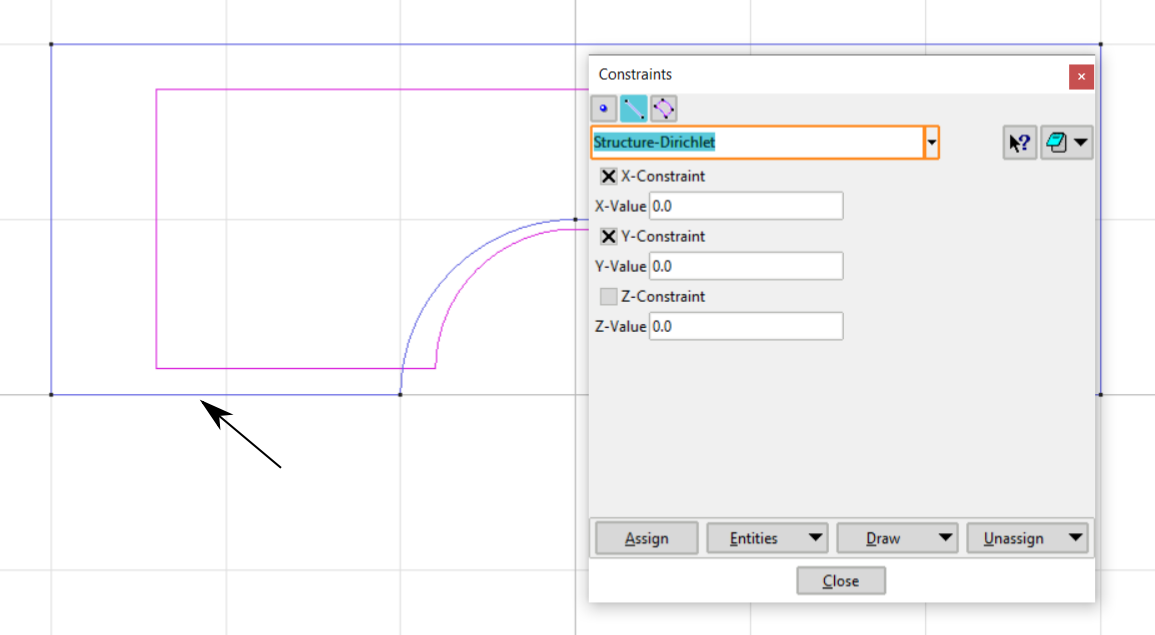 Constraints
Structure-Dirichlet
X-Constraint
X-Value 0.0
Y-Constraint
Y-Value 0.0
Z-Constraint
Z-Value 0.0
Assign Entities Draw Unassign
Close